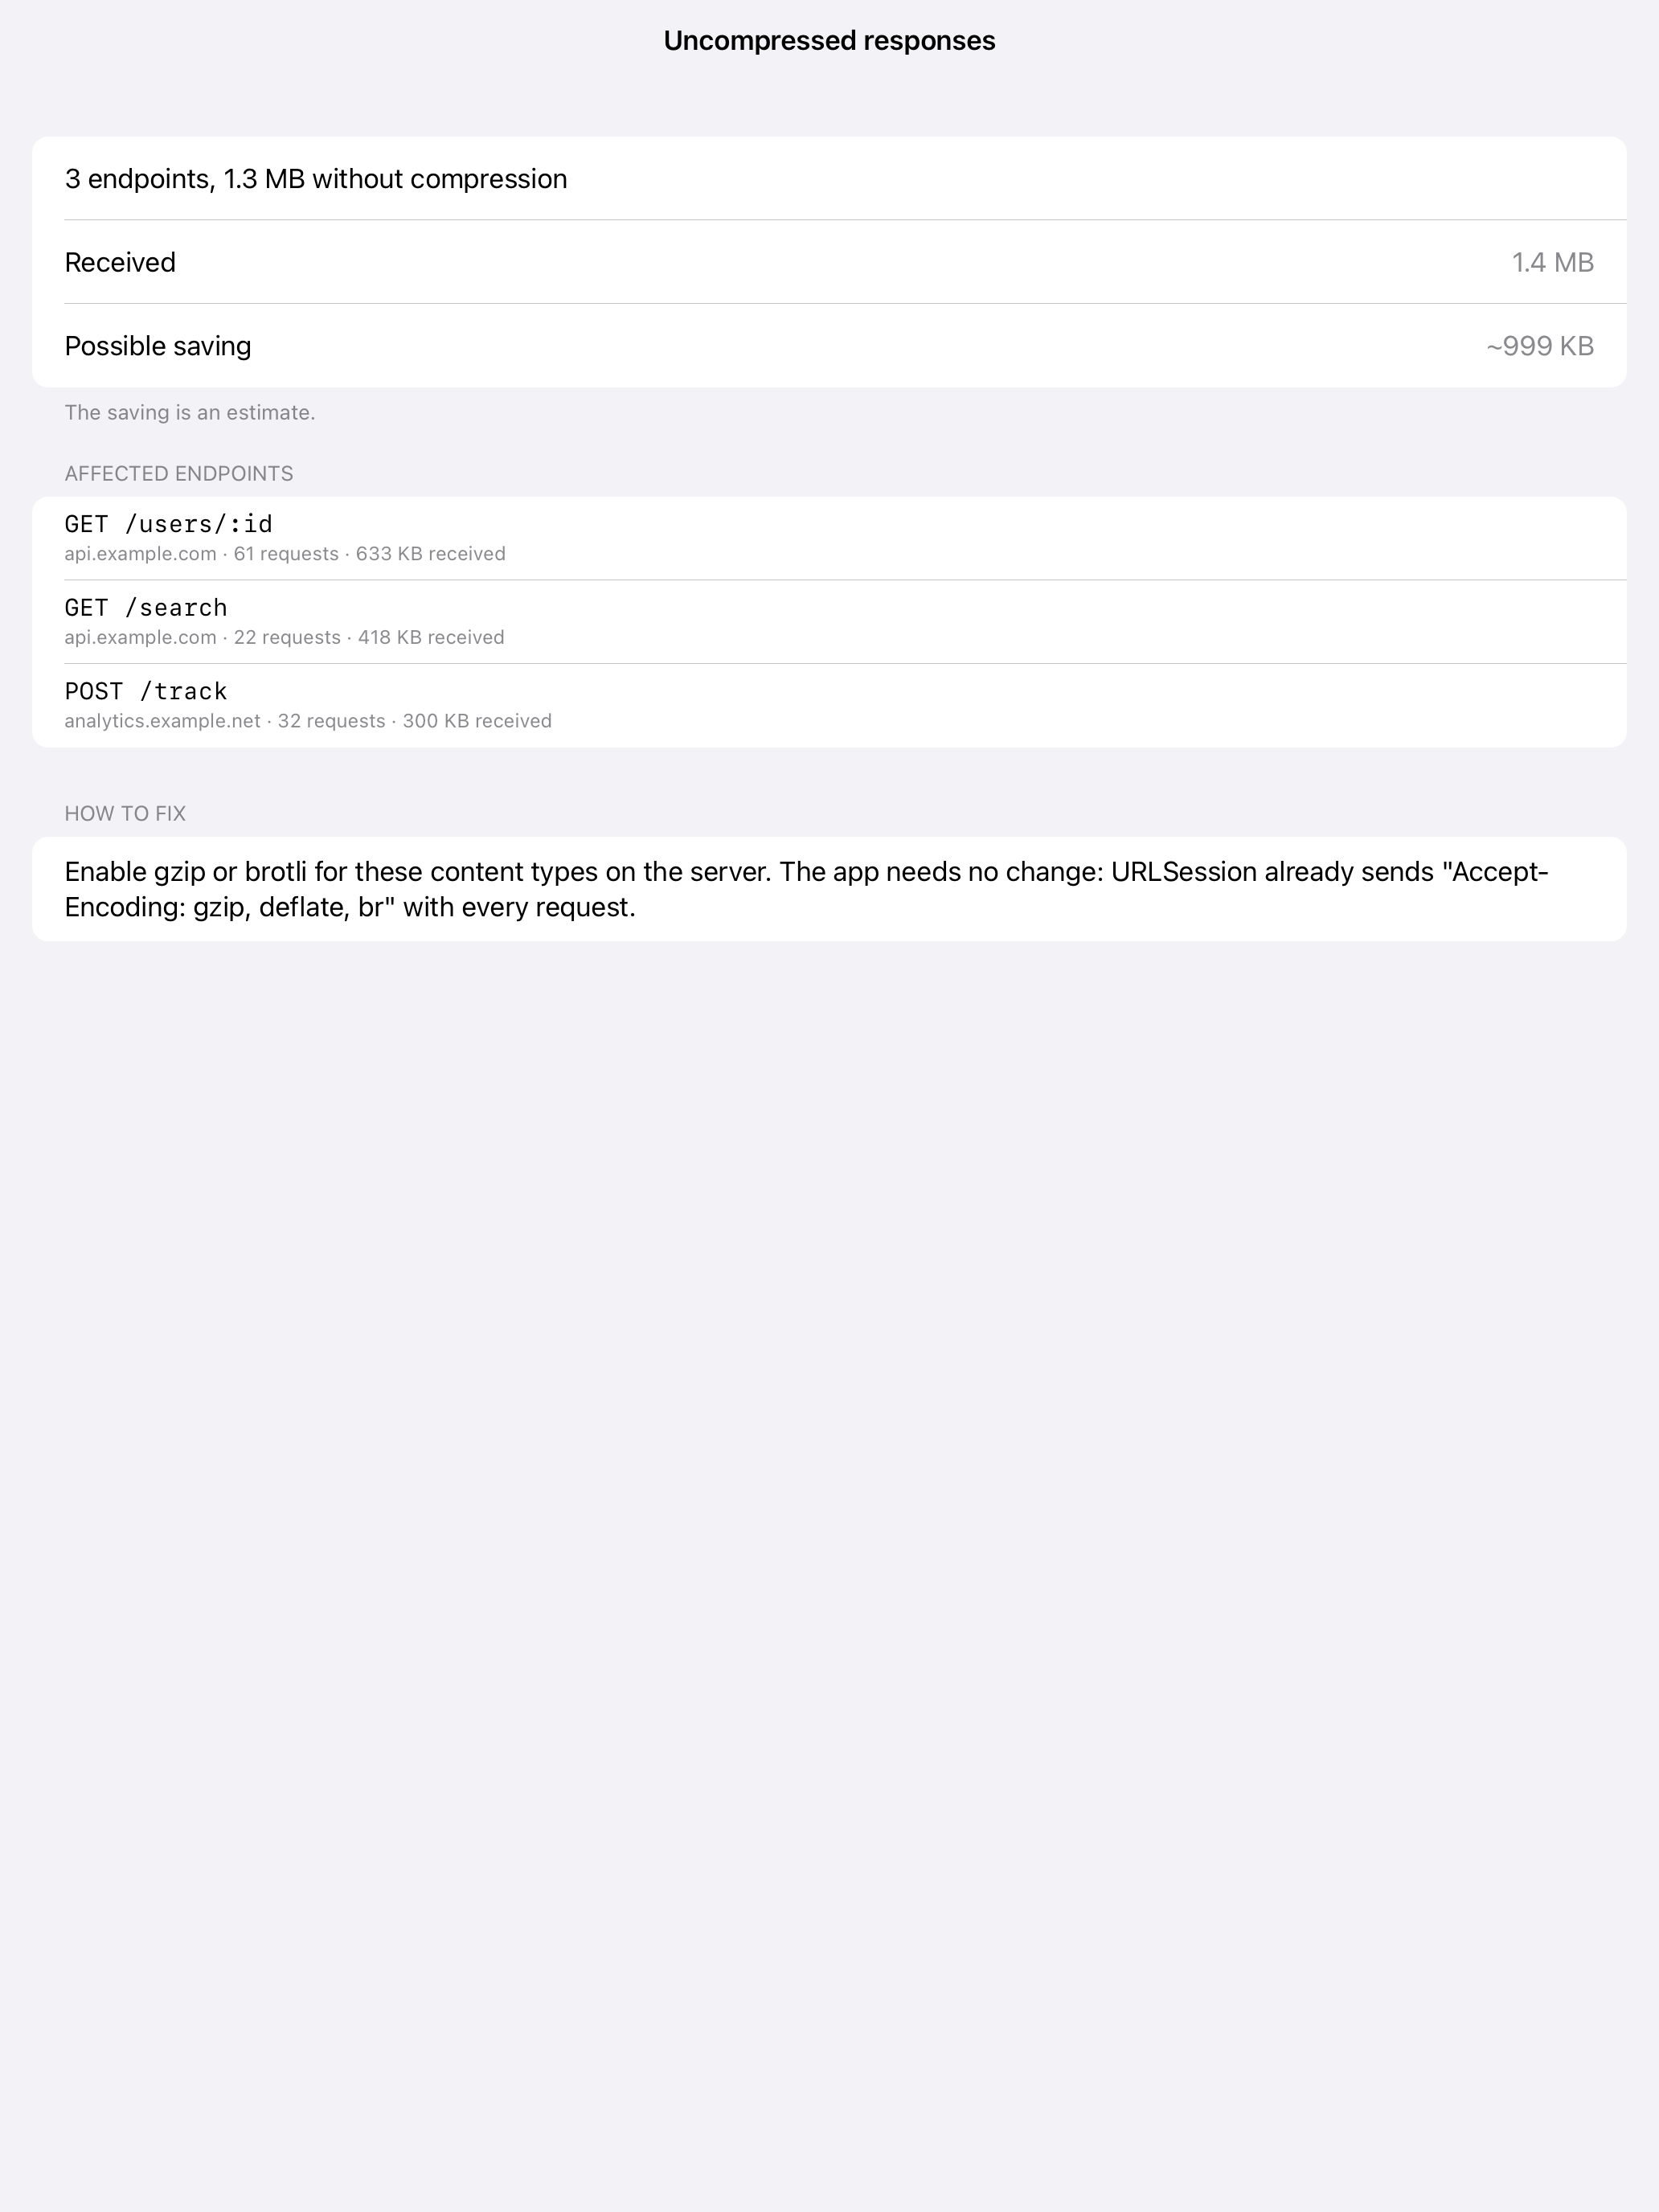 Uncompressed responses
3 endpoints, 1.3 MB without compression
Received
1.4 MB
Possible saving
~999 KB
The saving is an estimate.
AFFECTED ENDPOINTS
GET /users/:id
api.example.com · 61 requests · 633 KB received
GET /search
api.example.com · 22 requests · 418 KB received
POST /track
analytics.example.net · 32 requests · 300 KB received
HOW TO FIX
Enable gzip or brotli for these content types on the server. The app needs no change: URLSession already sends "Accept-
Encoding: gzip, deflate, br" with every request.